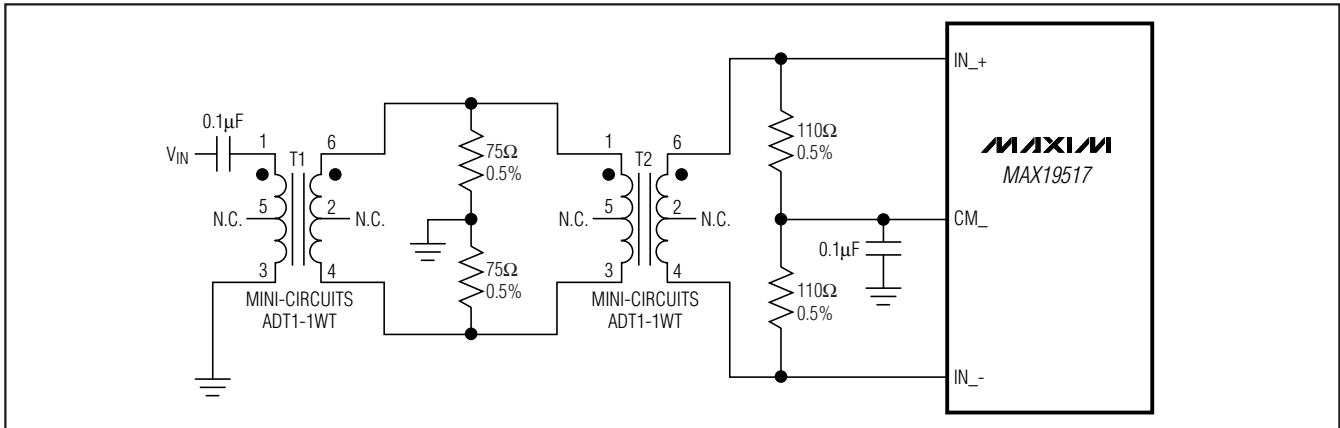 V_IN
0.1µF
1
T1
6
5
N.C.
2
N.C.
3
4
MINI-CIRCUITS
ADT1-1WT
75Ω
0.5%
75Ω
0.5%
1
T2
6
5
N.C.
2
N.C.
3
4
MINI-CIRCUITS
ADT1-1WT
110Ω
0.5%
0.1µF
110Ω
0.5%
IN_+
MAXIM
MAX19517
CM_
IN_-